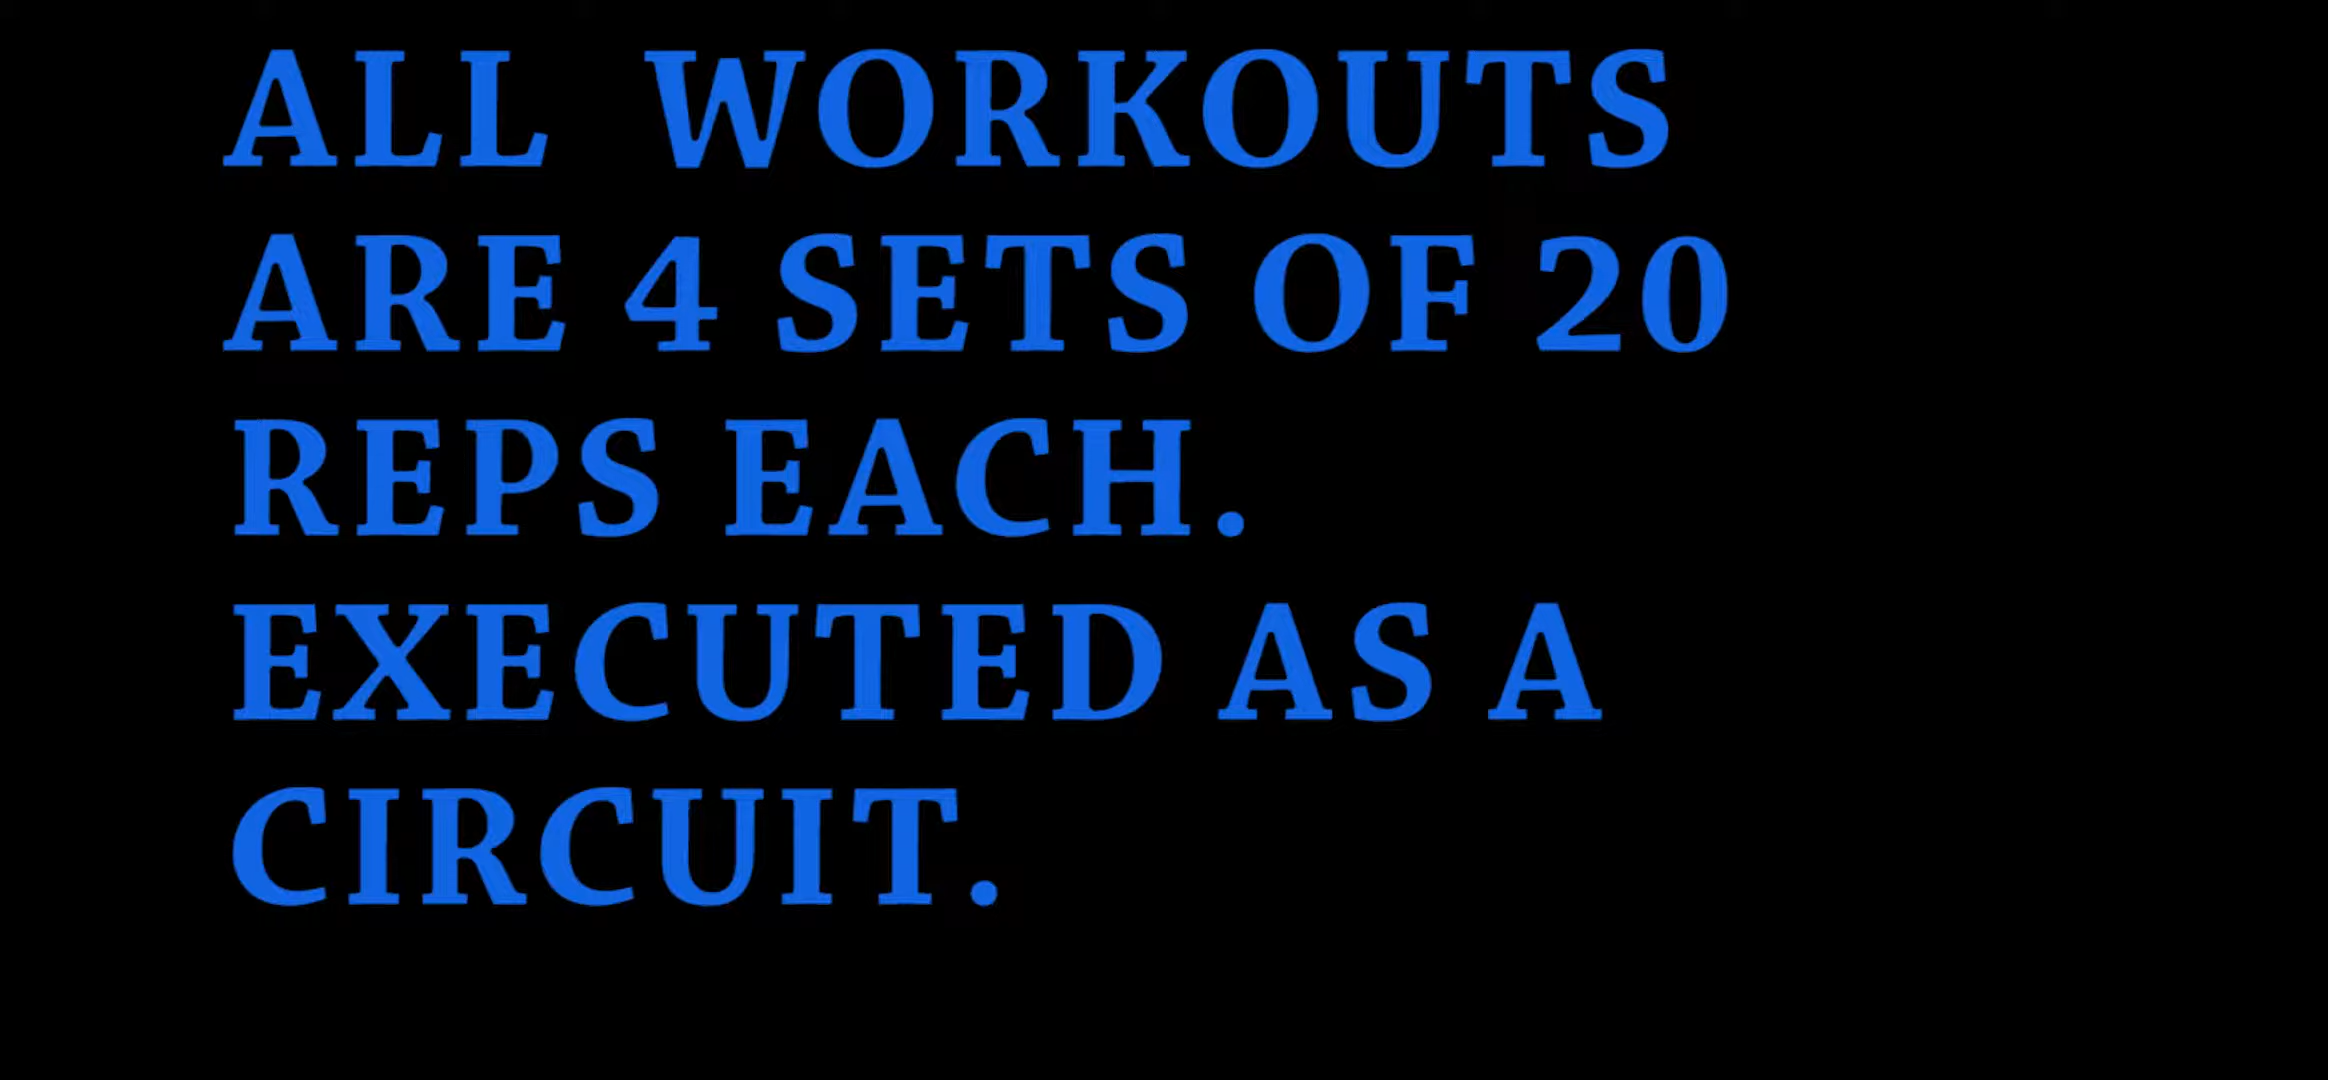 ALL WORKOUTS
ARE 4 SETS OF 20
REPS EACH.
EXECUTED AS A
CIRCUIT.